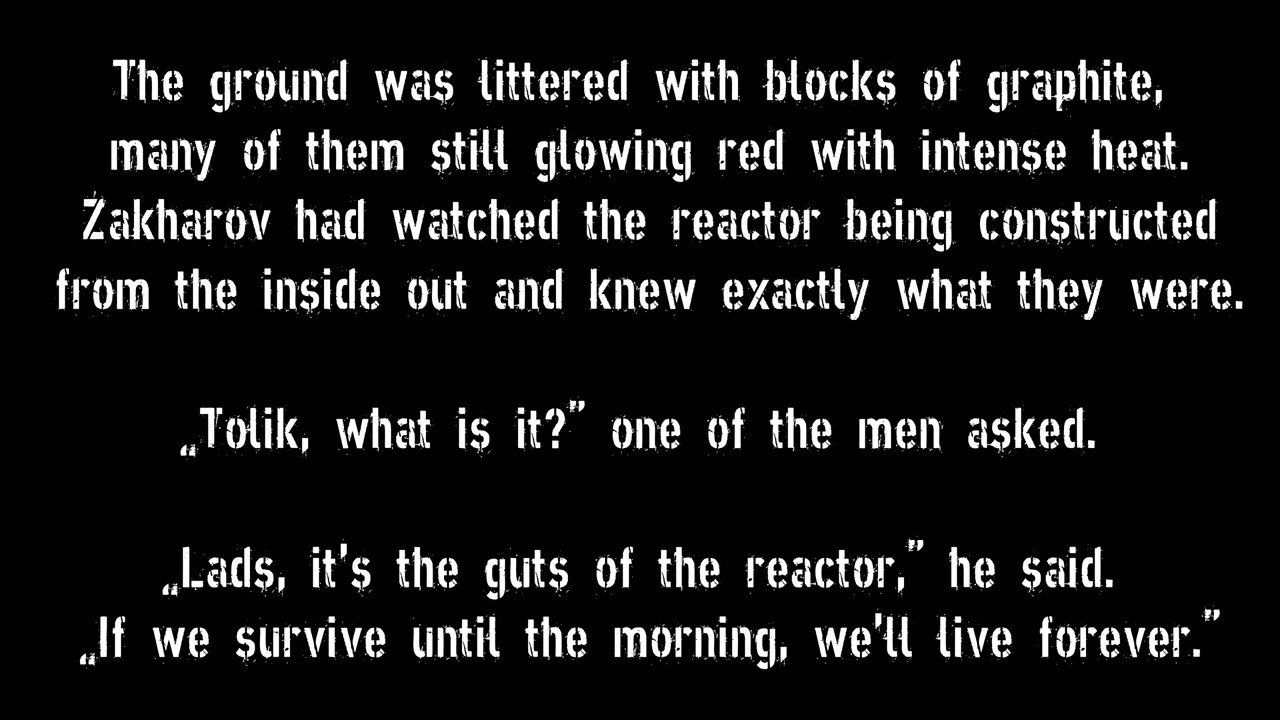 The ground was littered with blocks of graphite,
many of them still glowing red with intense heat.
Zakharov had watched the reactor being constructed
from the inside out and knew exactly what they were.
„Tolik, what is it?” one of the men asked.
„Lads, it's the guts of the reactor,” he said.
„If we survive until the morning, we'll live forever.”